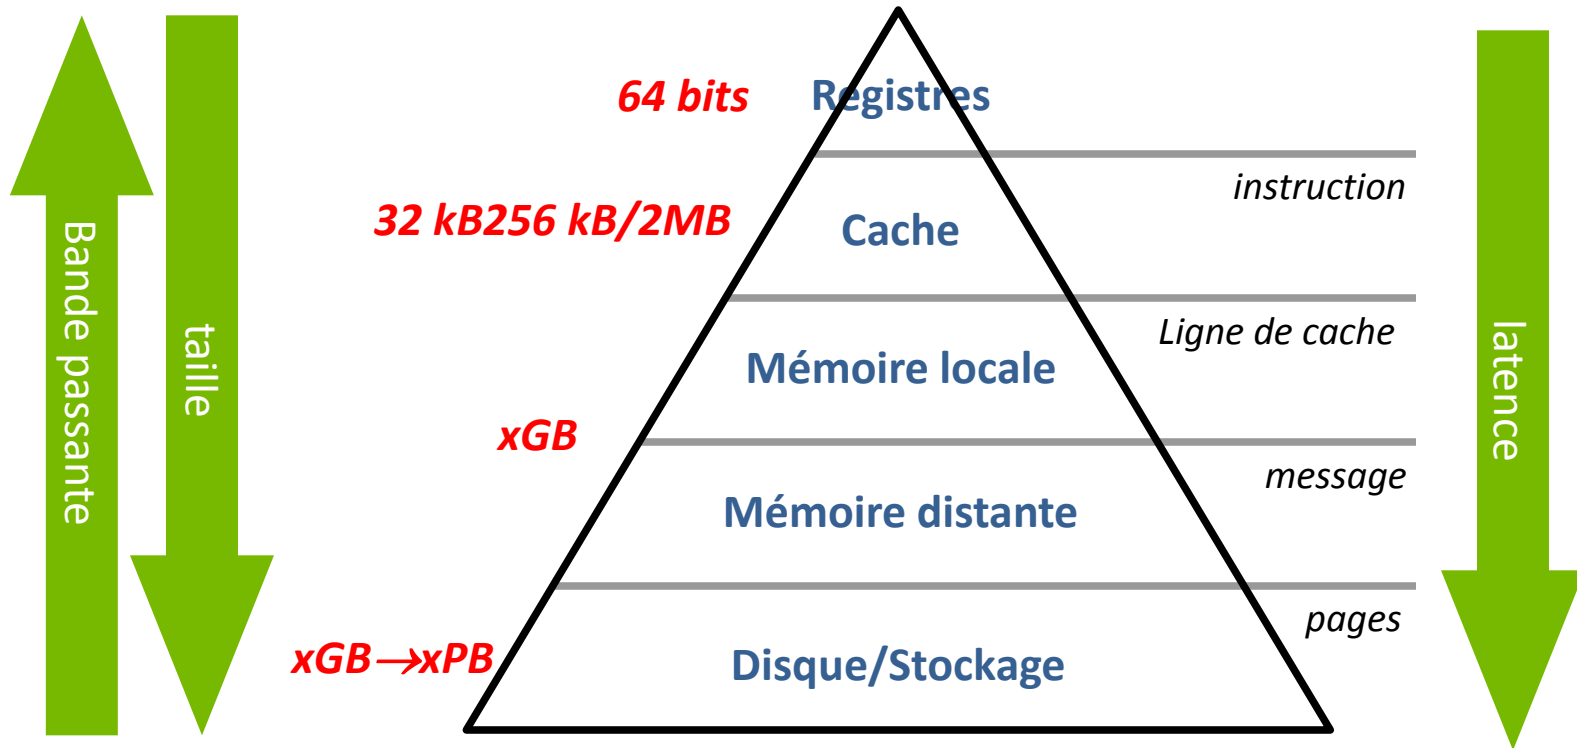 Bande passante
taille
64 bits
Registres
instruction
32 kB256 kB/2MB
Cache
Ligne de cache
Mémoire locale
xGB
message
Mémoire distante
pages
xGB→xPB
Disque/Stockage
latence